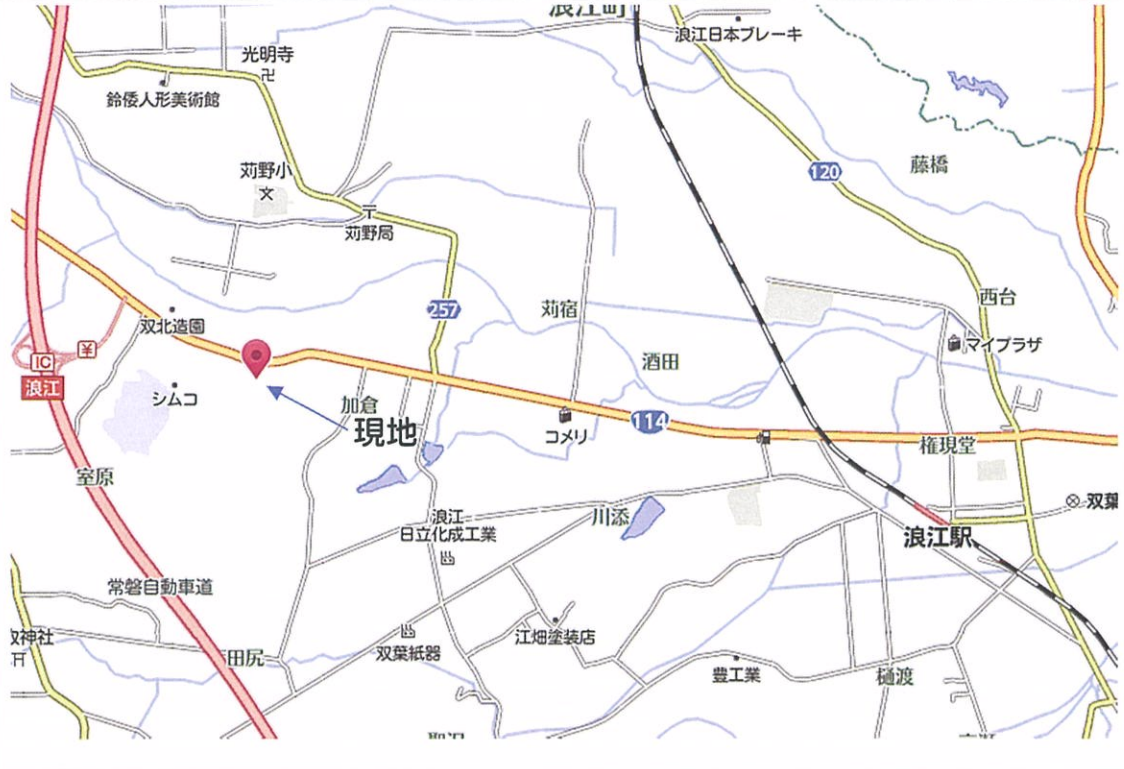 浪江町
浪江日本ブレーキ
光明寺
鈴倭人形美術館
120
藤橋
苅野小
文
苅野局
257
苅宿
西台
双北造園
マイプラザ
酒田
IC
¥
浪江
シムコ
加倉
現地
114
コメリ
権現堂
室原
双葉
川添
浪江
日立化成工業
浪江駅
常磐自動車道
神社
双葉紙器
江畑塗装店
田尻
豊工業
樋渡